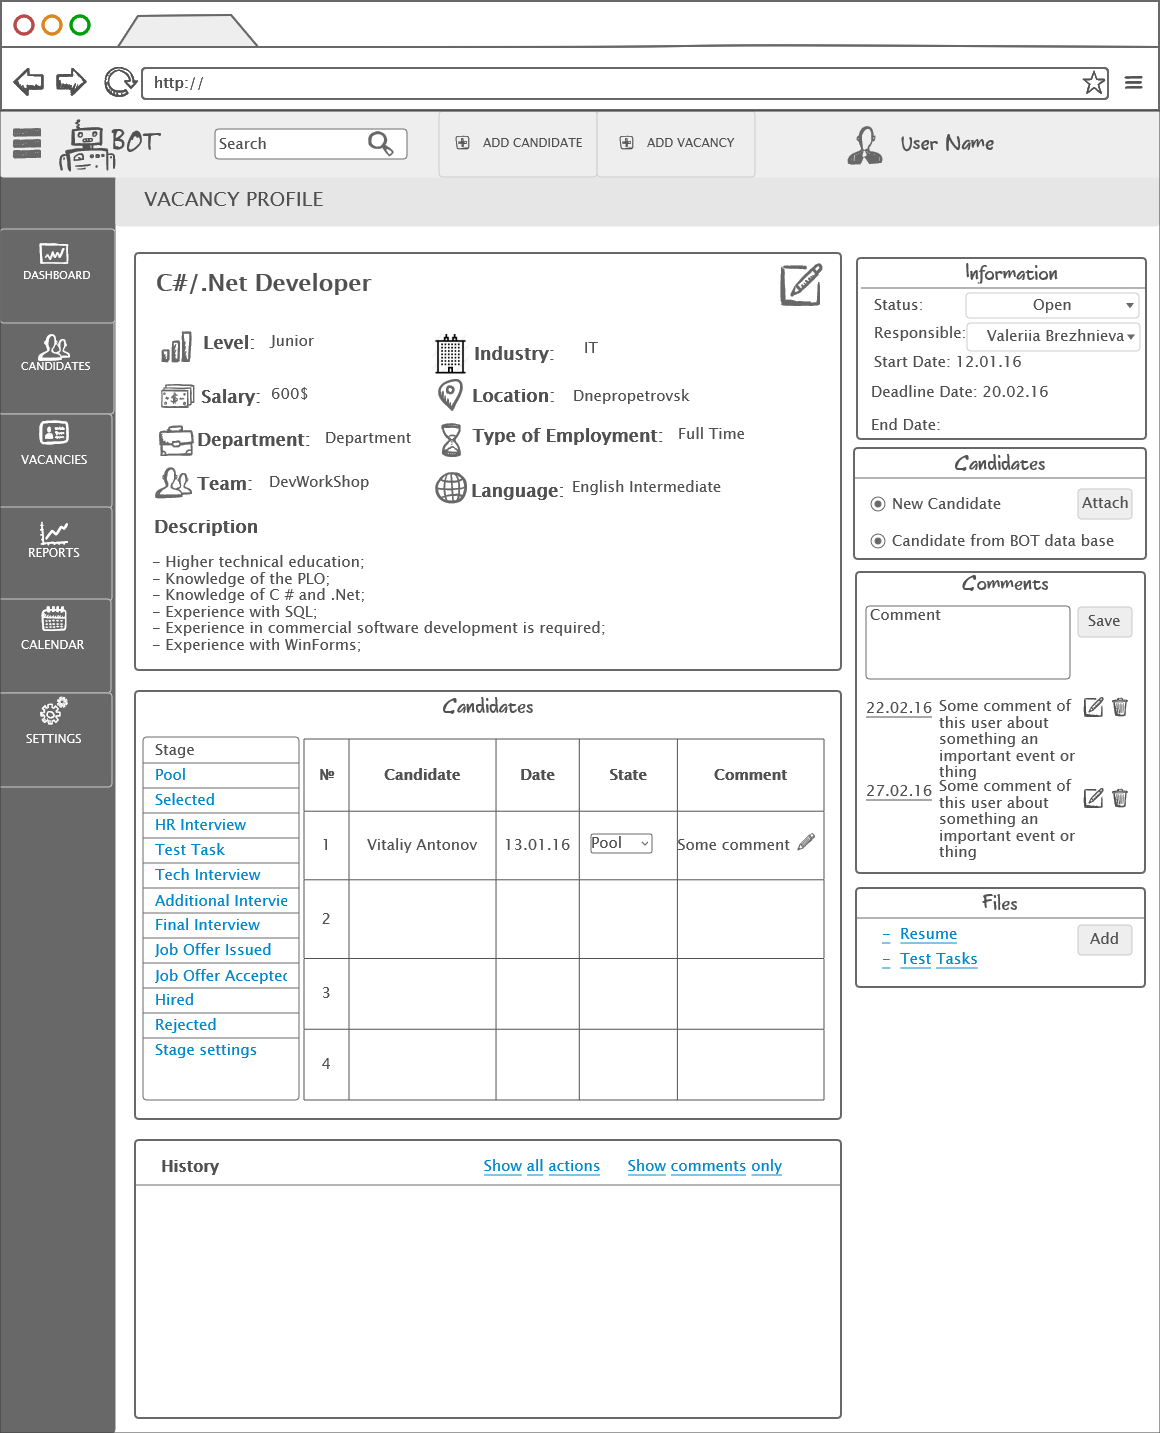 http://
BOT
Search
ADD CANDIDATE
ADD VACANCY
User Name
VACANCY PROFILE
DASHBOARD
CANDIDATES
VACANCIES
REPORTS
CALENDAR
SETTINGS
C#/.Net Developer
Level: Junior
Industry: IT
Salary: 600$
Location: Dnepropetrovsk
Department: Department
Type of Employment: Full Time
Team: DevWorkShop
Language: English Intermediate
Description
- Higher technical education;
- Knowledge of the PLO;
- Knowledge of C # and .Net;
- Experience with SQL;
- Experience in commercial software development is required;
- Experience with WinForms;
Information
Status: Open
Responsible: Valeriia Brezhnieva
Start Date: 12.01.16
Deadline Date: 20.02.16
End Date:
Candidates
New Candidate
Attach
Candidate from BOT data base
Comments
Comment
Save
22.02.16
Some comment of
this user about
something an
important event or
thing
27.02.16
Some comment of
this user about
something an
important event or
thing
Files
- Resume
Add
- Test Tasks
Candidates
Stage
Pool
Selected
HR Interview
Test Task
Tech Interview
Additional Intervie
Final Interview
Job Offer Issued
Job Offer Accepted
Hired
Rejected
Stage settings
№ Candidate Date State Comment
1 Vitaliy Antonov 13.01.16 Pool Some comment
2
3
4
History
Show all actions
Show comments only